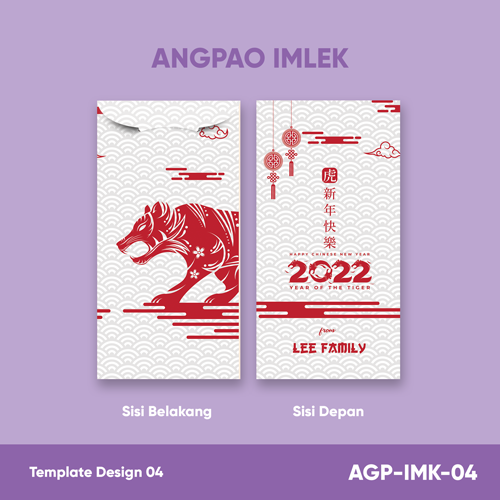 ANGPAO IMLEK
虎
新
年
快
樂
HAPPY CHINESE NEW YEAR
2022
YEAR OF THE TIGER
from
LEE FAMILY
Sisi Belakang
Sisi Depan
Template Design 04
AGP-IMK-04